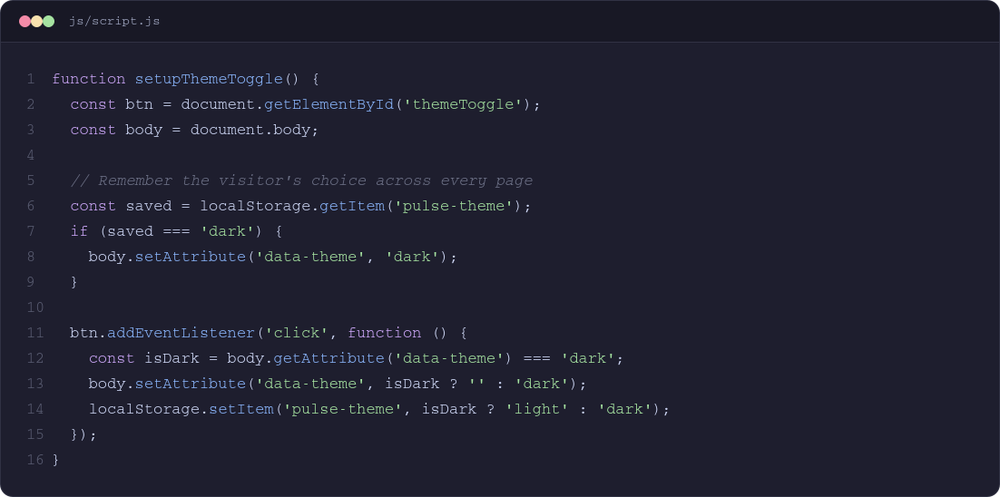 js/script.js
1 function setupThemeToggle() {
2   const btn = document.getElementById('themeToggle');
3   const body = document.body;
4
5   // Remember the visitor's choice across every page
6   const saved = localStorage.getItem('pulse-theme');
7   if (saved === 'dark') {
8     body.setAttribute('data-theme', 'dark');
9   }
10
11   btn.addEventListener('click', function () {
12     const isDark = body.getAttribute('data-theme') === 'dark';
13     body.setAttribute('data-theme', isDark ? '' : 'dark');
14     localStorage.setItem('pulse-theme', isDark ? 'light' : 'dark');
15   });
16 }